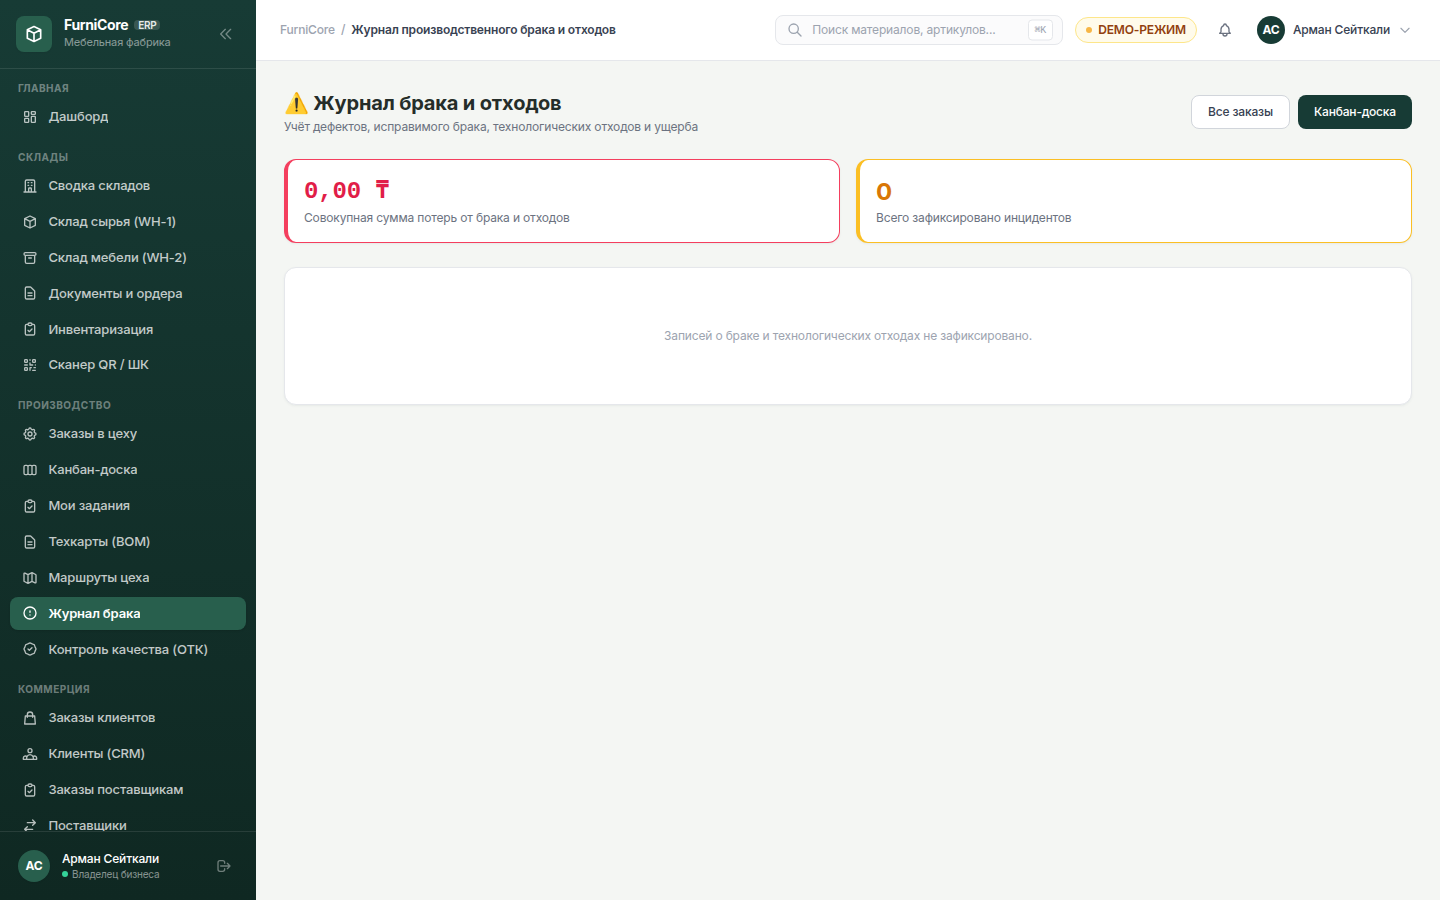 FurniCore ERP
Мебельная фабрика
ГЛАВНАЯ
Дашборд
СКЛАДЫ
Сводка складов
Склад сырья (WH-1)
Склад мебели (WH-2)
Документы и ордера
Инвентаризация
Сканер QR / ШК
ПРОИЗВОДСТВО
Заказы в цеху
Канбан-доска
Мои задания
Техкарты (BOM)
Маршруты цеха
Журнал брака
Контроль качества (ОТК)
КОММЕРЦИЯ
Заказы клиентов
Клиенты (CRM)
Заказы поставщикам
Поставщики
АС
Арман Сейткали
Владелец бизнеса
FurniCore / Журнал производственного брака и отходов
Поиск материалов, артикулов... ⌘K
DEMO-РЕЖИМ
АС Арман Сейткали
⚠️ Журнал брака и отходов
Учёт дефектов, исправимого брака, технологических отходов и ущерба
Все заказы
Канбан-доска
0,00 ₸
Совокупная сумма потерь от брака и отходов
0
Всего зафиксировано инцидентов
Записей о браке и технологических отходах не зафиксировано.